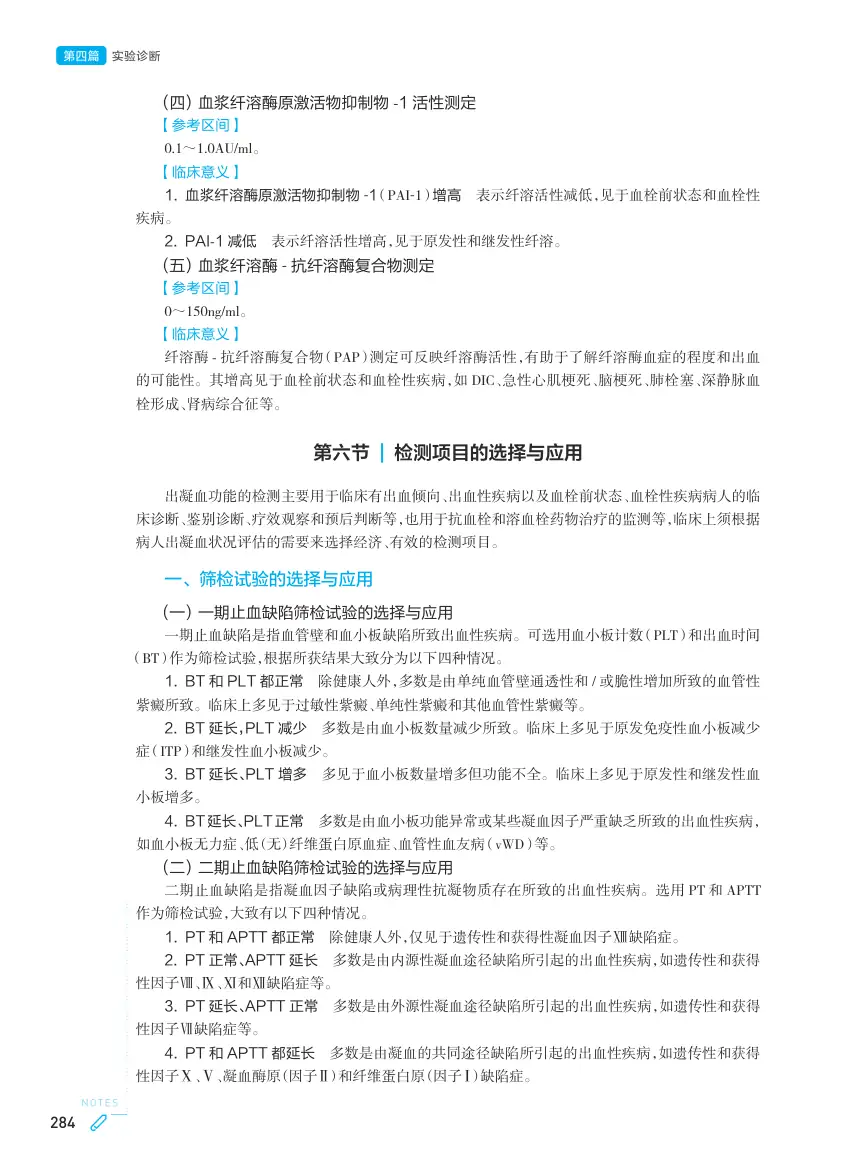 第四篇 实验诊断
（四）血浆纤溶酶原激活物抑制物 -1 活性测定
【参考区间】
0.1～1.0AU/ml。
【临床意义】
1. 血浆纤溶酶原激活物抑制物 -1（PAI-1）增高 表示纤溶活性减低，见于血栓前状态和血栓性
疾病。
2. PAI-1 减低 表示纤溶活性增高，见于原发性和继发性纤溶。
（五）血浆纤溶酶 - 抗纤溶酶复合物测定
【参考区间】
0～150ng/ml。
【临床意义】
纤溶酶 - 抗纤溶酶复合物（PAP）测定可反映纤溶酶活性，有助于了解纤溶酶血症的程度和出血
的可能性。其增高见于血栓前状态和血栓性疾病，如 DIC、急性心肌梗死、脑梗死、肺栓塞、深静脉血
栓形成、肾病综合征等。
第六节 | 检测项目的选择与应用
出凝血功能的检测主要用于临床有出血倾向、出血性疾病以及血栓前状态、血栓性疾病病人的临
床诊断、鉴别诊断、疗效观察和预后判断等，也用于抗血栓和溶血栓药物治疗的监测等，临床上须根据
病人出凝血状况评估的需要来选择经济、有效的检测项目。
一、筛检试验的选择与应用
（一）一期止血缺陷筛检试验的选择与应用
一期止血缺陷是指血管壁和血小板缺陷所致出血性疾病。可选用血小板计数（PLT）和出血时间
（BT）作为筛检试验，根据所获结果大致分为以下四种情况。
1. BT 和 PLT 都正常 除健康人外，多数是由单纯血管壁通透性和 / 或脆性增加所致的血管性
紫癜所致。临床上多见于过敏性紫癜、单纯性紫癜和其他血管性紫癜等。
2. BT 延长，PLT 减少 多数是由血小板数量减少所致。临床上多见于原发免疫性血小板减少
症（ITP）和继发性血小板减少。
3. BT 延长、PLT 增多 多见于血小板数量增多但功能不全。临床上多见于原发性和继发性血
小板增多。
4. BT延长、PLT正常 多数是由血小板功能异常或某些凝血因子严重缺乏所致的出血性疾病，
如血小板无力症、低（无）纤维蛋白原血症、血管性血友病（vWD）等。
（二）二期止血缺陷筛检试验的选择与应用
二期止血缺陷是指凝血因子缺陷或病理性抗凝物质存在所致的出血性疾病。选用 PT 和 APTT
作为筛检试验，大致有以下四种情况。
1. PT 和 APTT 都正常 除健康人外，仅见于遗传性和获得性凝血因子ⅩⅢ缺陷症。
2. PT 正常、APTT 延长 多数是由内源性凝血途径缺陷所引起的出血性疾病，如遗传性和获得
性因子Ⅷ、Ⅸ、Ⅺ和Ⅻ缺陷症等。
3. PT 延长、APTT 正常 多数是由外源性凝血途径缺陷所引起的出血性疾病，如遗传性和获得
性因子Ⅶ缺陷症等。
4. PT 和 APTT 都延长 多数是由凝血的共同途径缺陷所引起的出血性疾病，如遗传性和获得
性因子Ⅹ、Ⅴ、凝血酶原（因子Ⅱ）和纤维蛋白原（因子Ⅰ）缺陷症。
NOTES
284